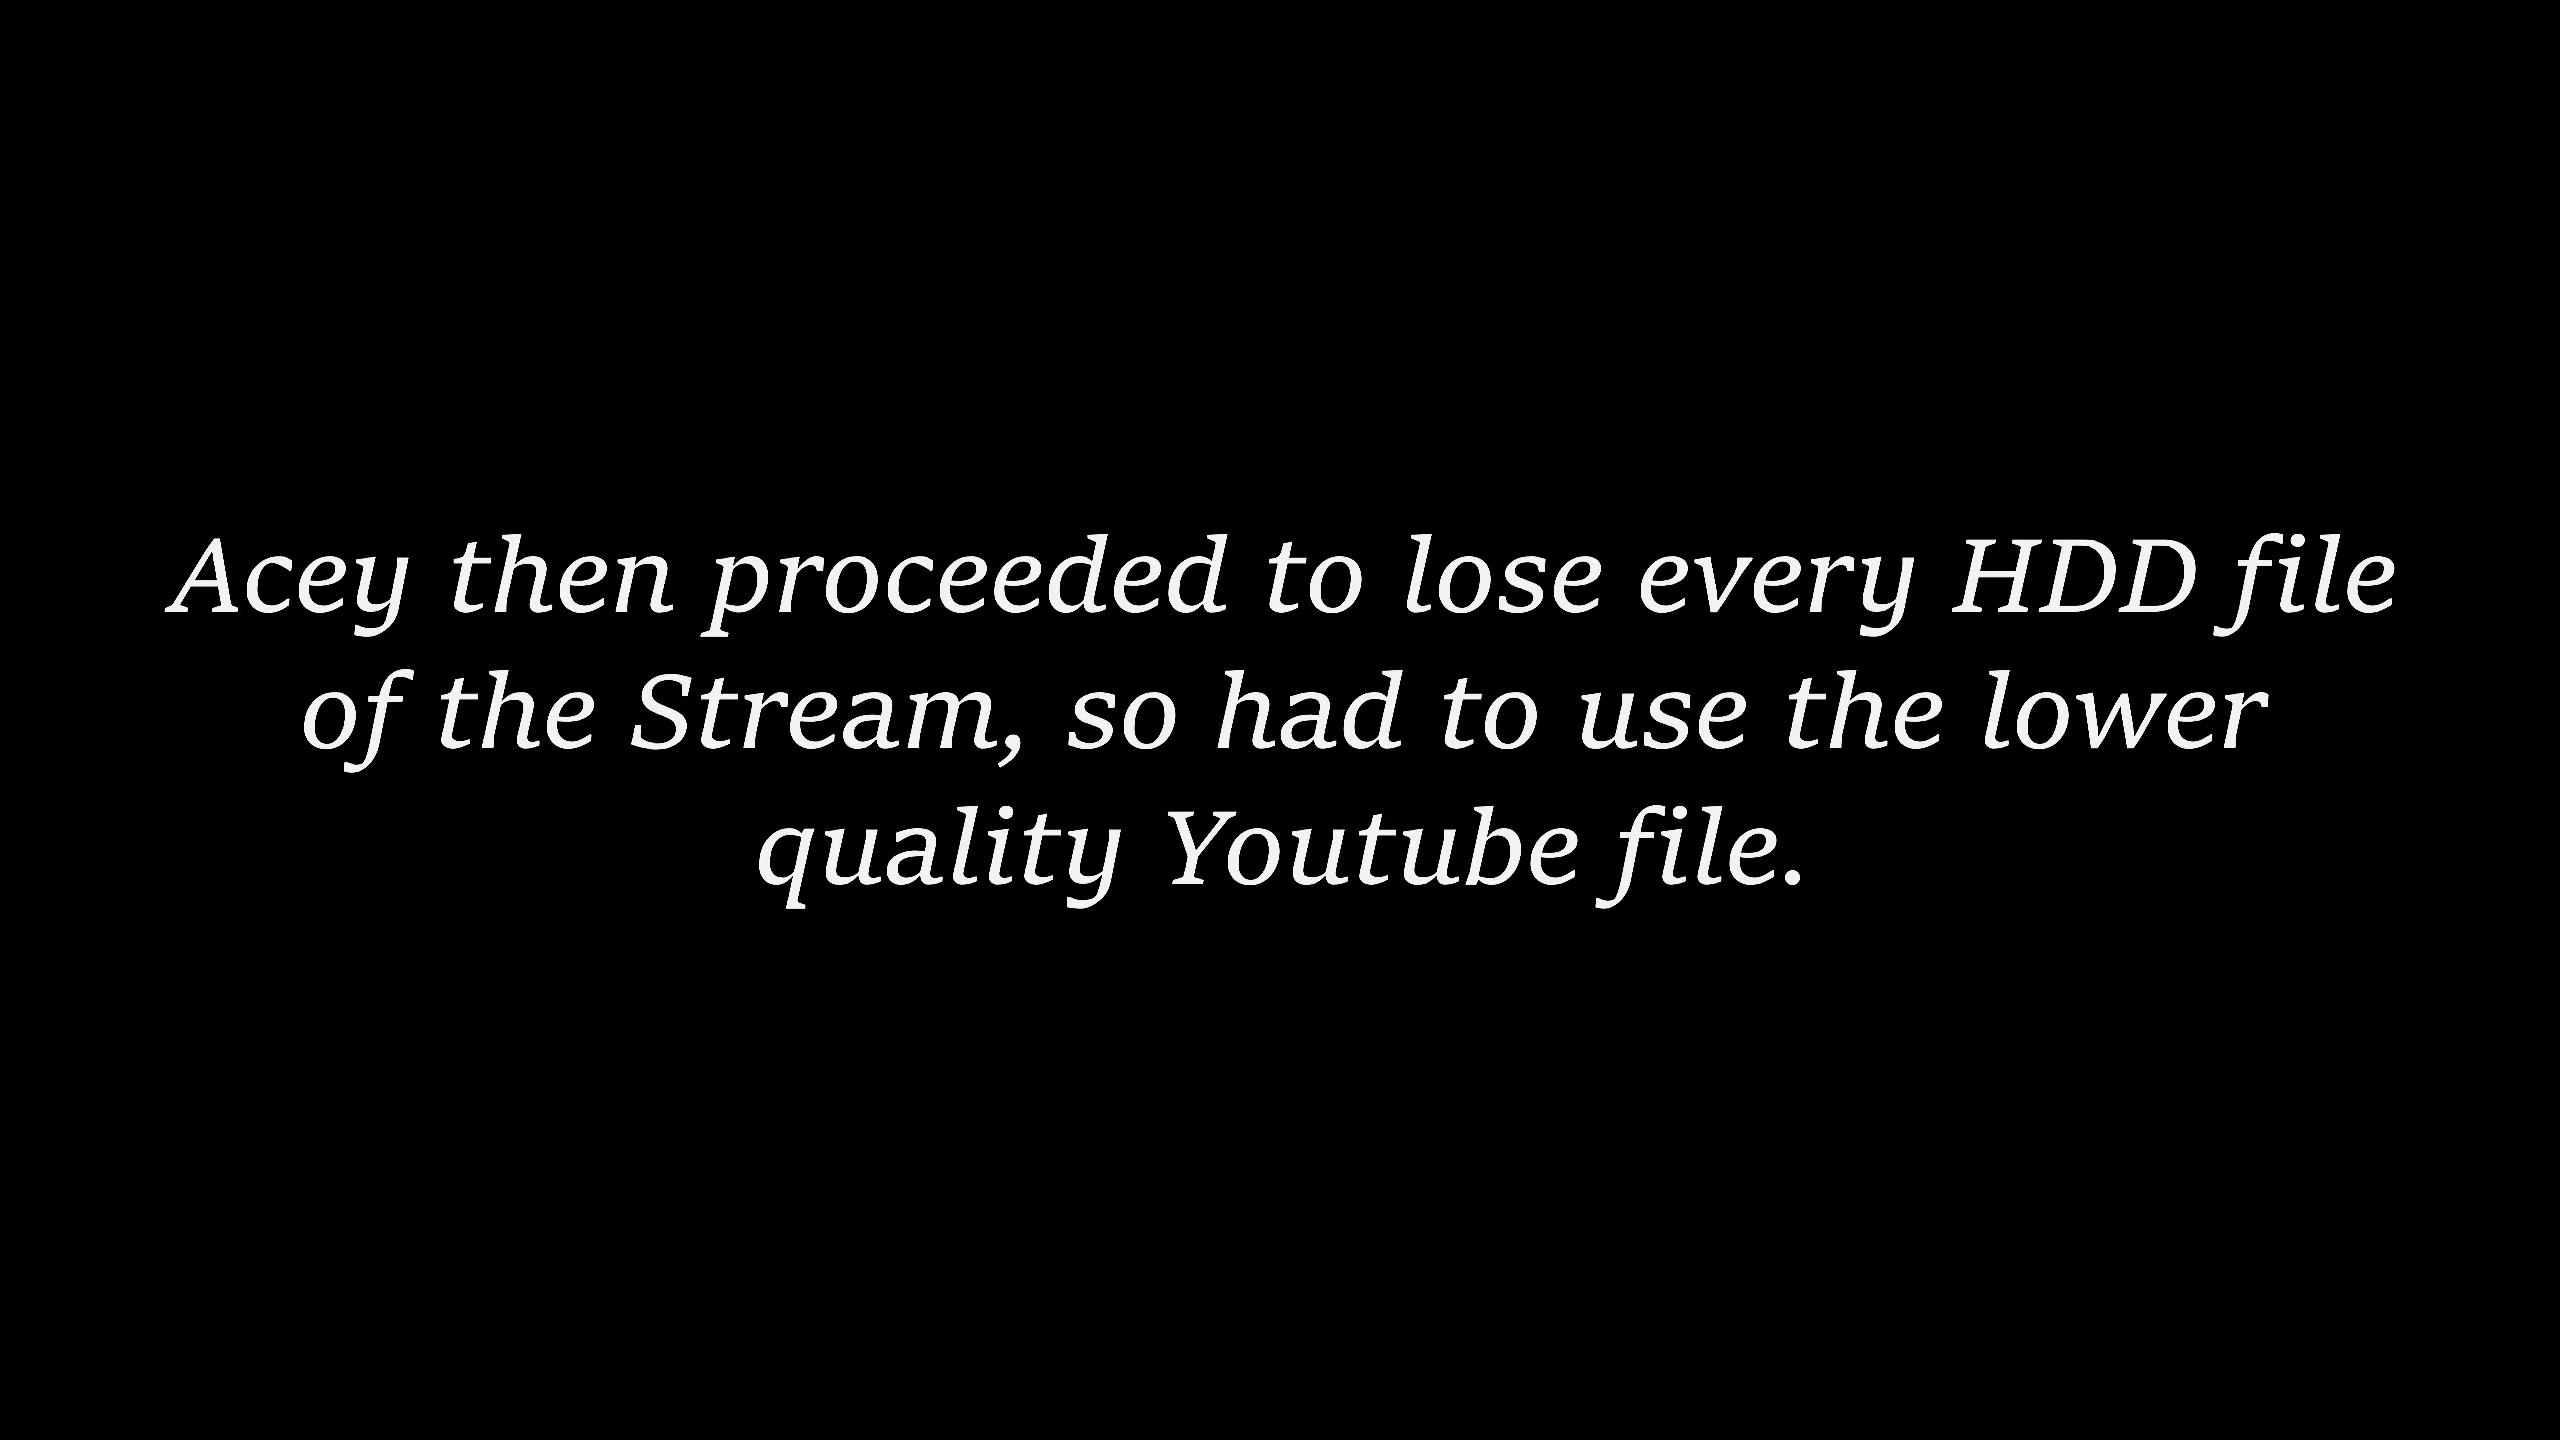 Acey then proceeded to lose every HDD file
of the Stream, so had to use the lower
quality Youtube file.